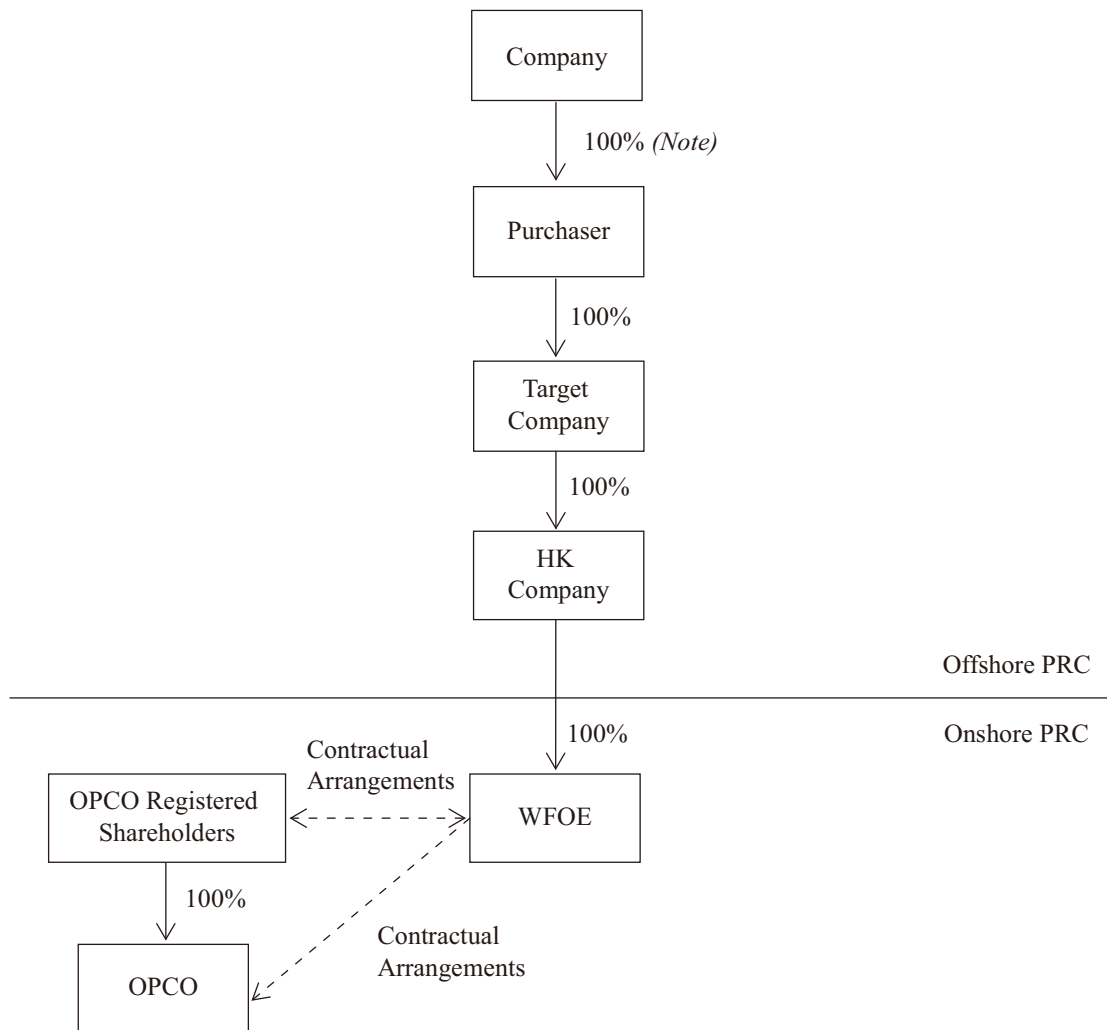 Company
100% (Note)
Purchaser
100%
Target
Company
100%
HK
Company
Offshore PRC
100%
Onshore PRC
Contractual
Arrangements
OPCO Registered
Shareholders
WFOE
100%
Contractual
Arrangements
OPCO